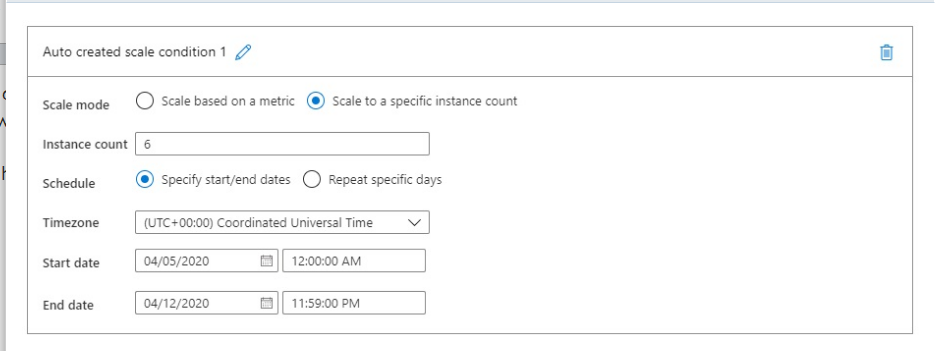 Auto created scale condition 1
Scale mode Scale based on a metric Scale to a specific instance count
Instance count 6
Schedule Specify start/end dates Repeat specific days
Timezone (UTC+00:00) Coordinated Universal Time
Start date 04/05/2020 12:00:00 AM
End date 04/12/2020 11:59:00 PM